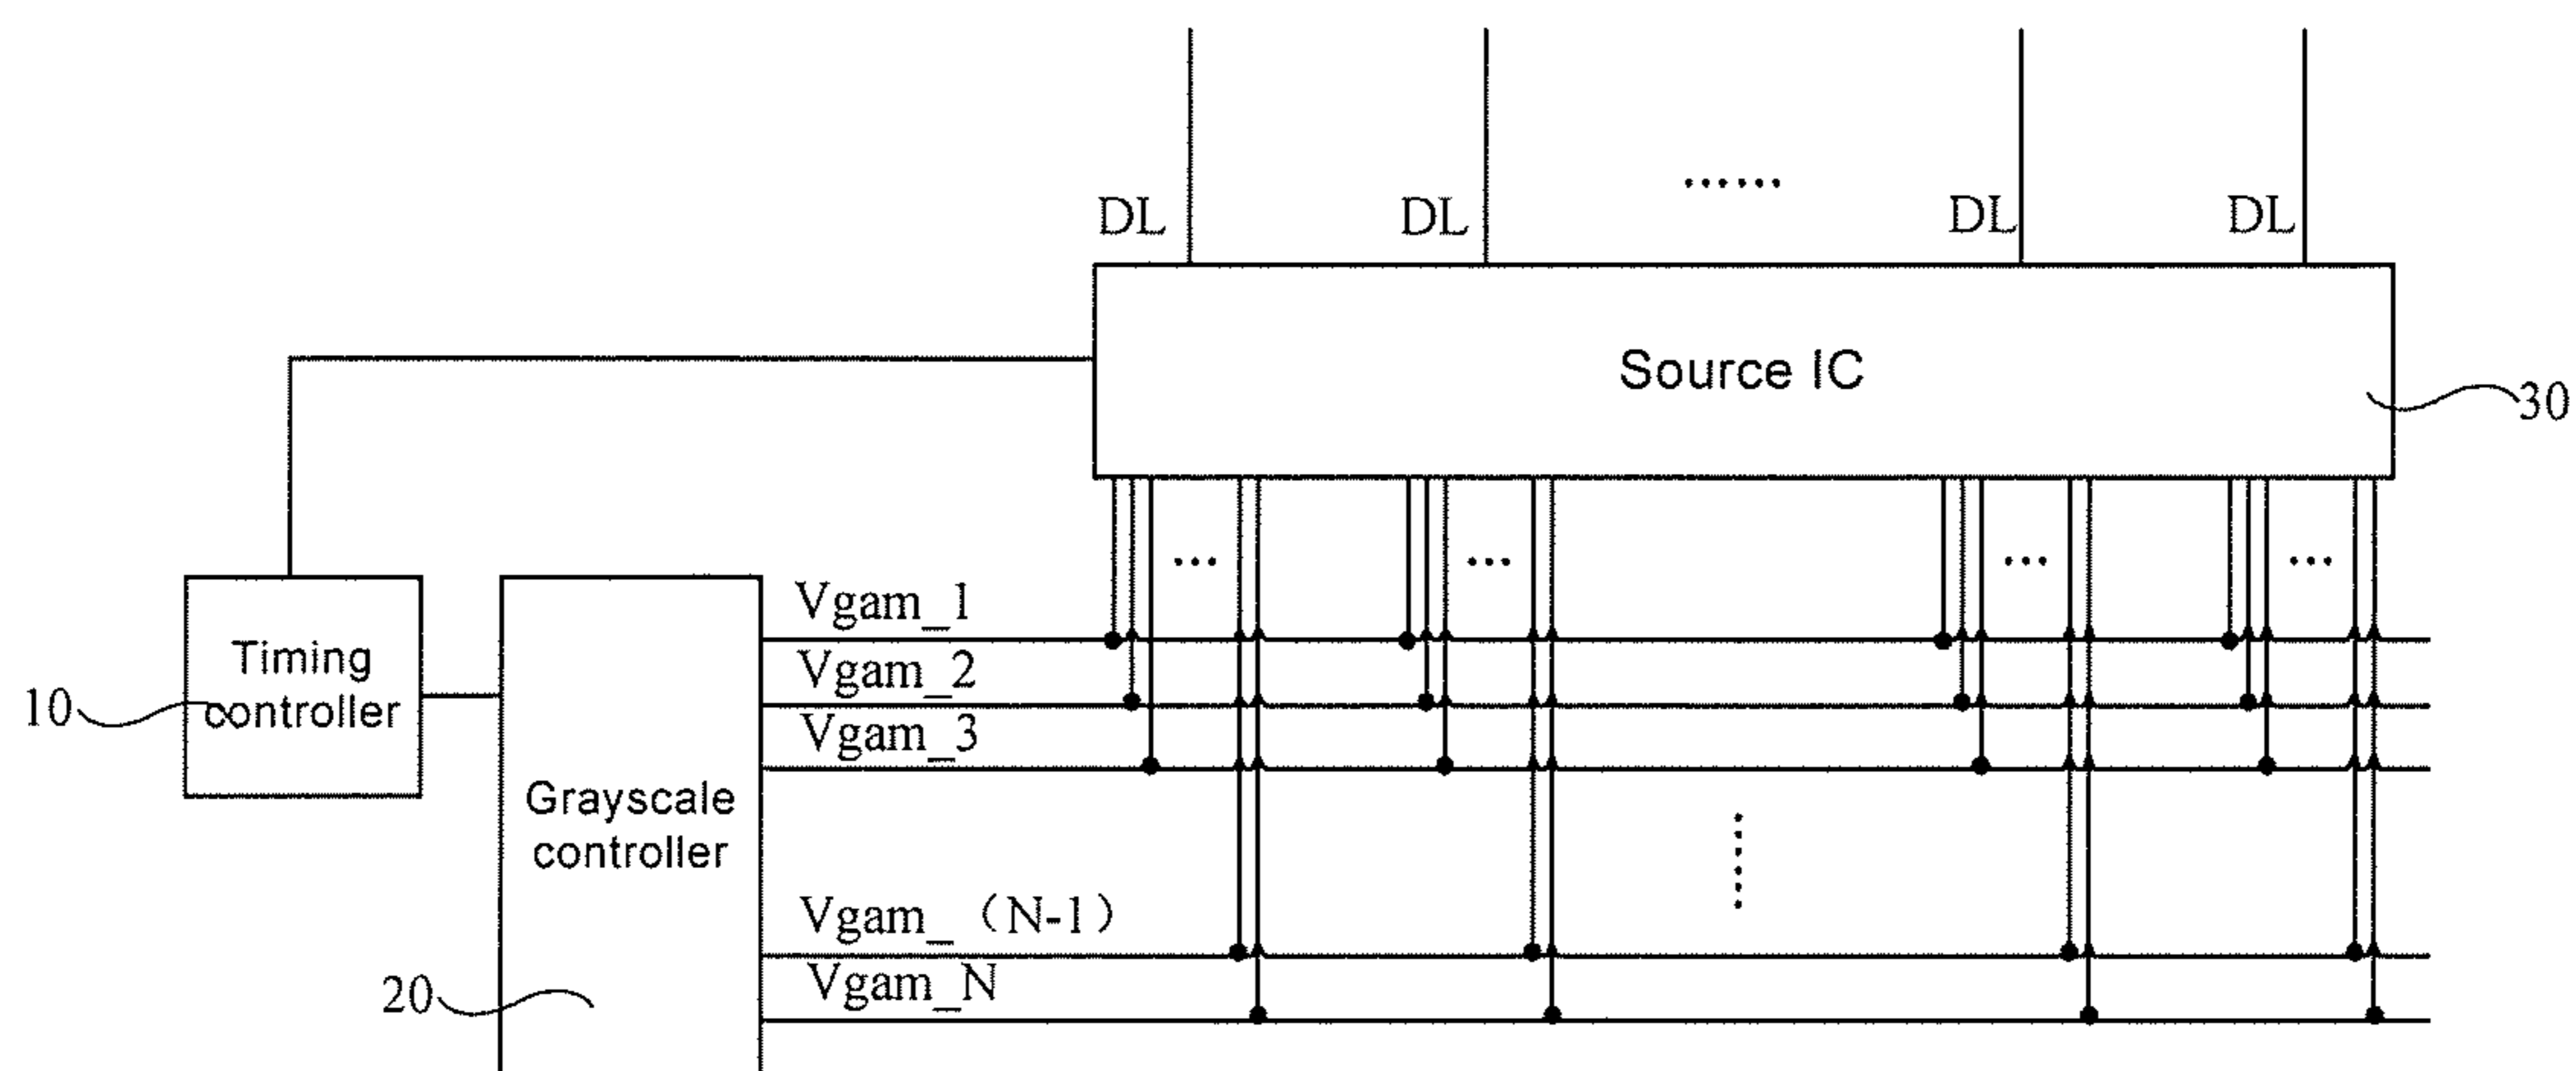 DL
DL
......
DL
DL
Source IC
30
...
...
...
...
Vgam_1
Timing
controller
10
Vgam_2
Vgam_3
Grayscale
controller
Vgam_（N-1）
20
Vgam_N